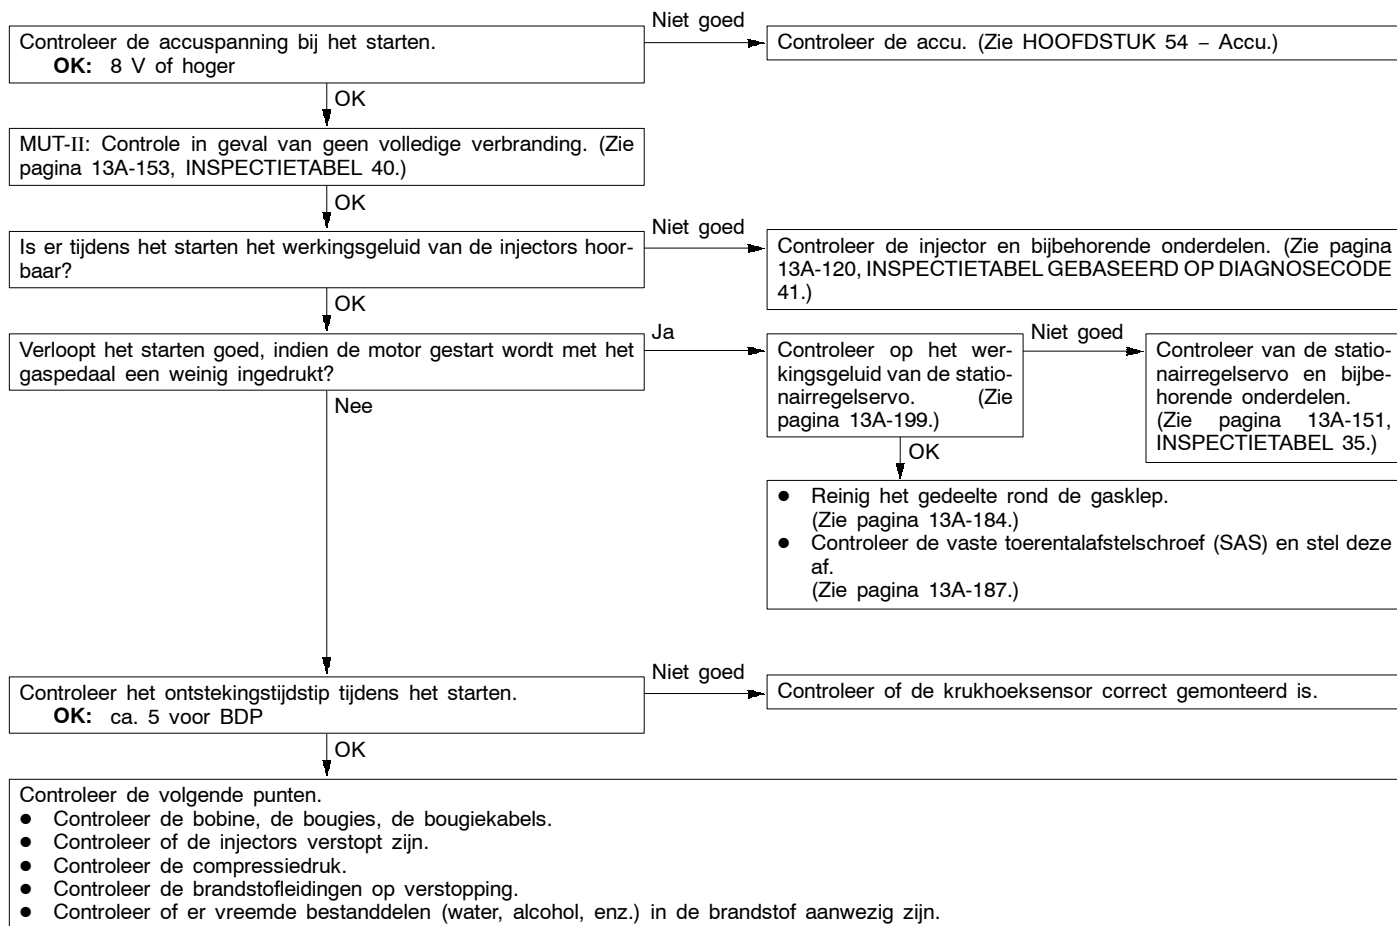 Controleer de accuspanning bij het starten.
OK: 8 V of hoger
Niet goed
Controleer de accu. (Zie HOOFDSTUK 54 – Accu.)
OK
MUT-II: Controle in geval van geen volledige verbranding. (Zie
pagina 13A-153, INSPECTIETABEL 40.)
OK
Is er tijdens het starten het werkingsgeluid van de injectors hoor-
baar?
Niet goed
Controleer de injector en bijbehorende onderdelen. (Zie pagina
13A-120, INSPECTIETABEL GEBASEERD OP DIAGNOSECODE
41.)
OK
Verloopt het starten goed, indien de motor gestart wordt met het
gaspedaal een weinig ingedrukt?
Ja
Controleer op het wer-
kingsgeluid van de statio-
nairregelservo. (Zie
pagina 13A-199.)
Niet goed
Controleer van de statio-
nairregelservo en bijbe-
horende onderdelen.
(Zie pagina 13A-151,
INSPECTIETABEL 35.)
OK
● Reinig het gedeelte rond de gasklep.
(Zie pagina 13A-184.)
● Controleer de vaste toerentalafstelschroef (SAS) en stel deze
af.
(Zie pagina 13A-187.)
Nee
Controleer het ontstekingstijdstip tijdens het starten.
OK: ca. 5 voor BDP
Niet goed
Controleer of de krukhoeksensor correct gemonteerd is.
OK
Controleer de volgende punten.
● Controleer de bobine, de bougies, de bougiekabels.
● Controleer of de injectors verstopt zijn.
● Controleer de compressiedruk.
● Controleer de brandstofleidingen op verstopping.
● Controleer of er vreemde bestanddelen (water, alcohol, enz.) in de brandstof aanwezig zijn.